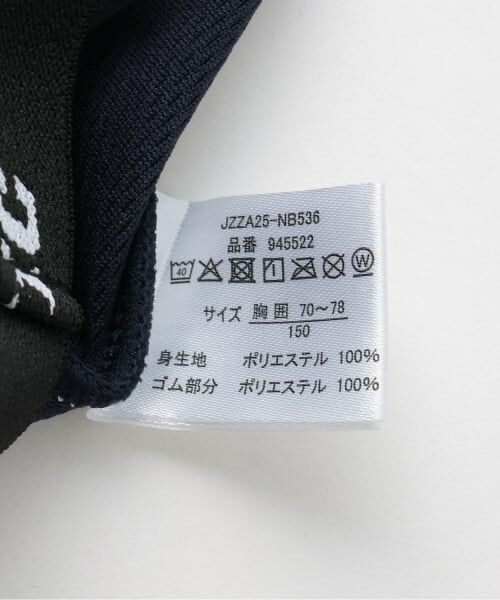 JZZA25-NB536
品番 945522
40 W
サイズ 胸囲 70～78
150
身生地 ポリエステル 100%
ゴム部分 ポリエステル 100%